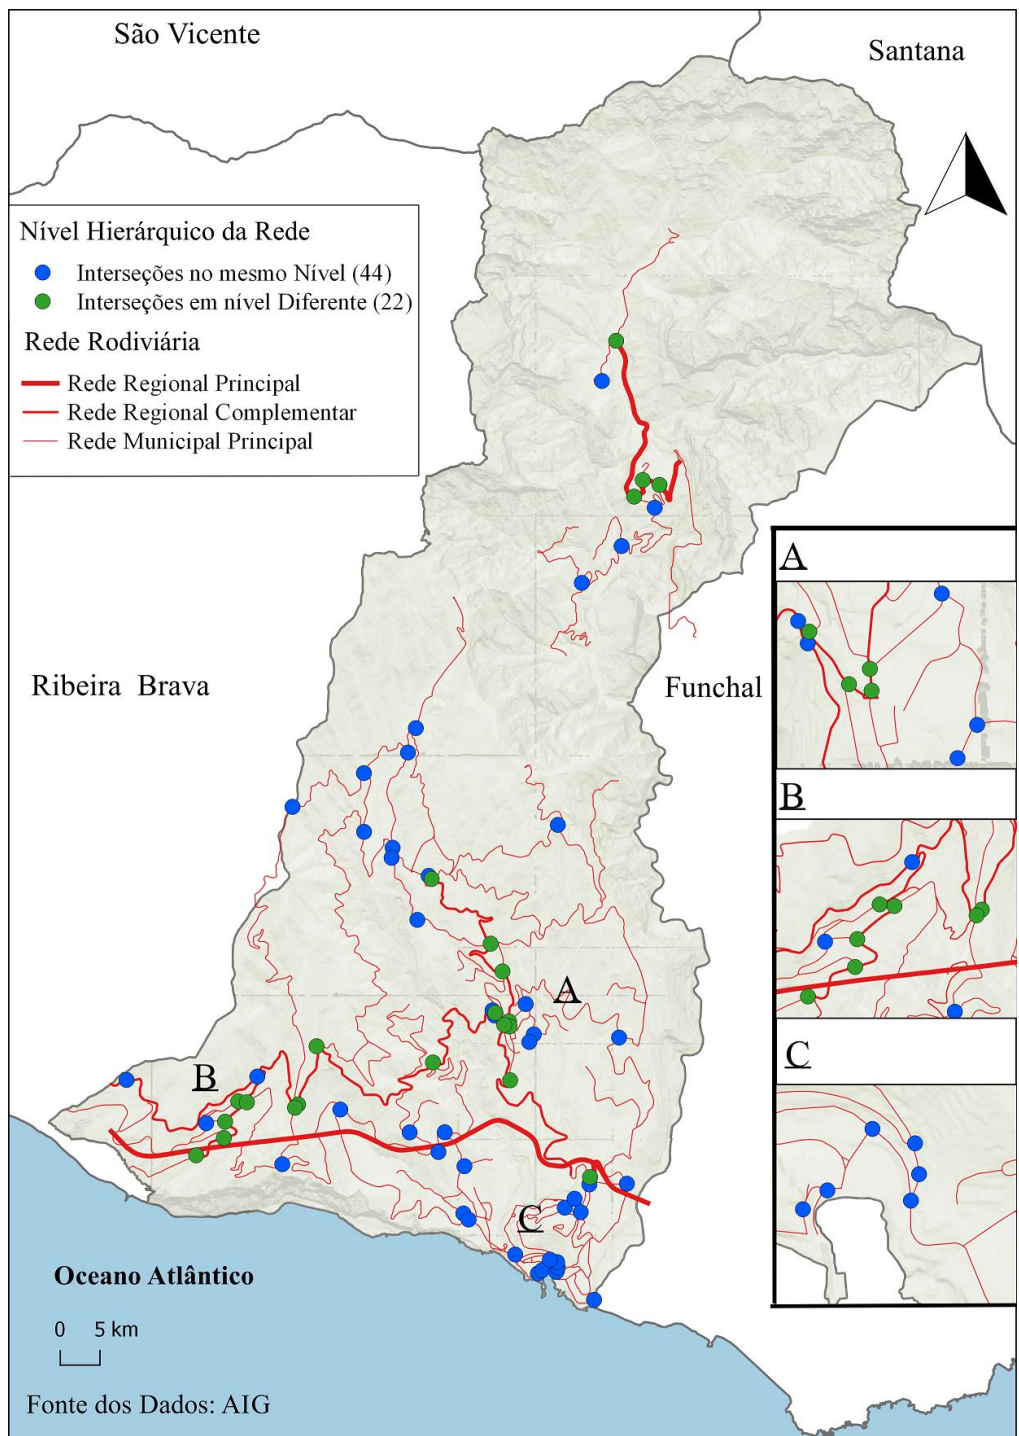 São Vicente
Santana
Nível Hierárquico da Rede
Interseções no mesmo Nível (44)
Interseções em nível Diferente (22)
Rede Rodiviária
Rede Regional Principal
Rede Regional Complementar
Rede Municipal Principal
A
Ribeira Brava
Funchal
B
A
B
C
C
Oceano Atlântico
0 5 km
Fonte dos Dados: AIG